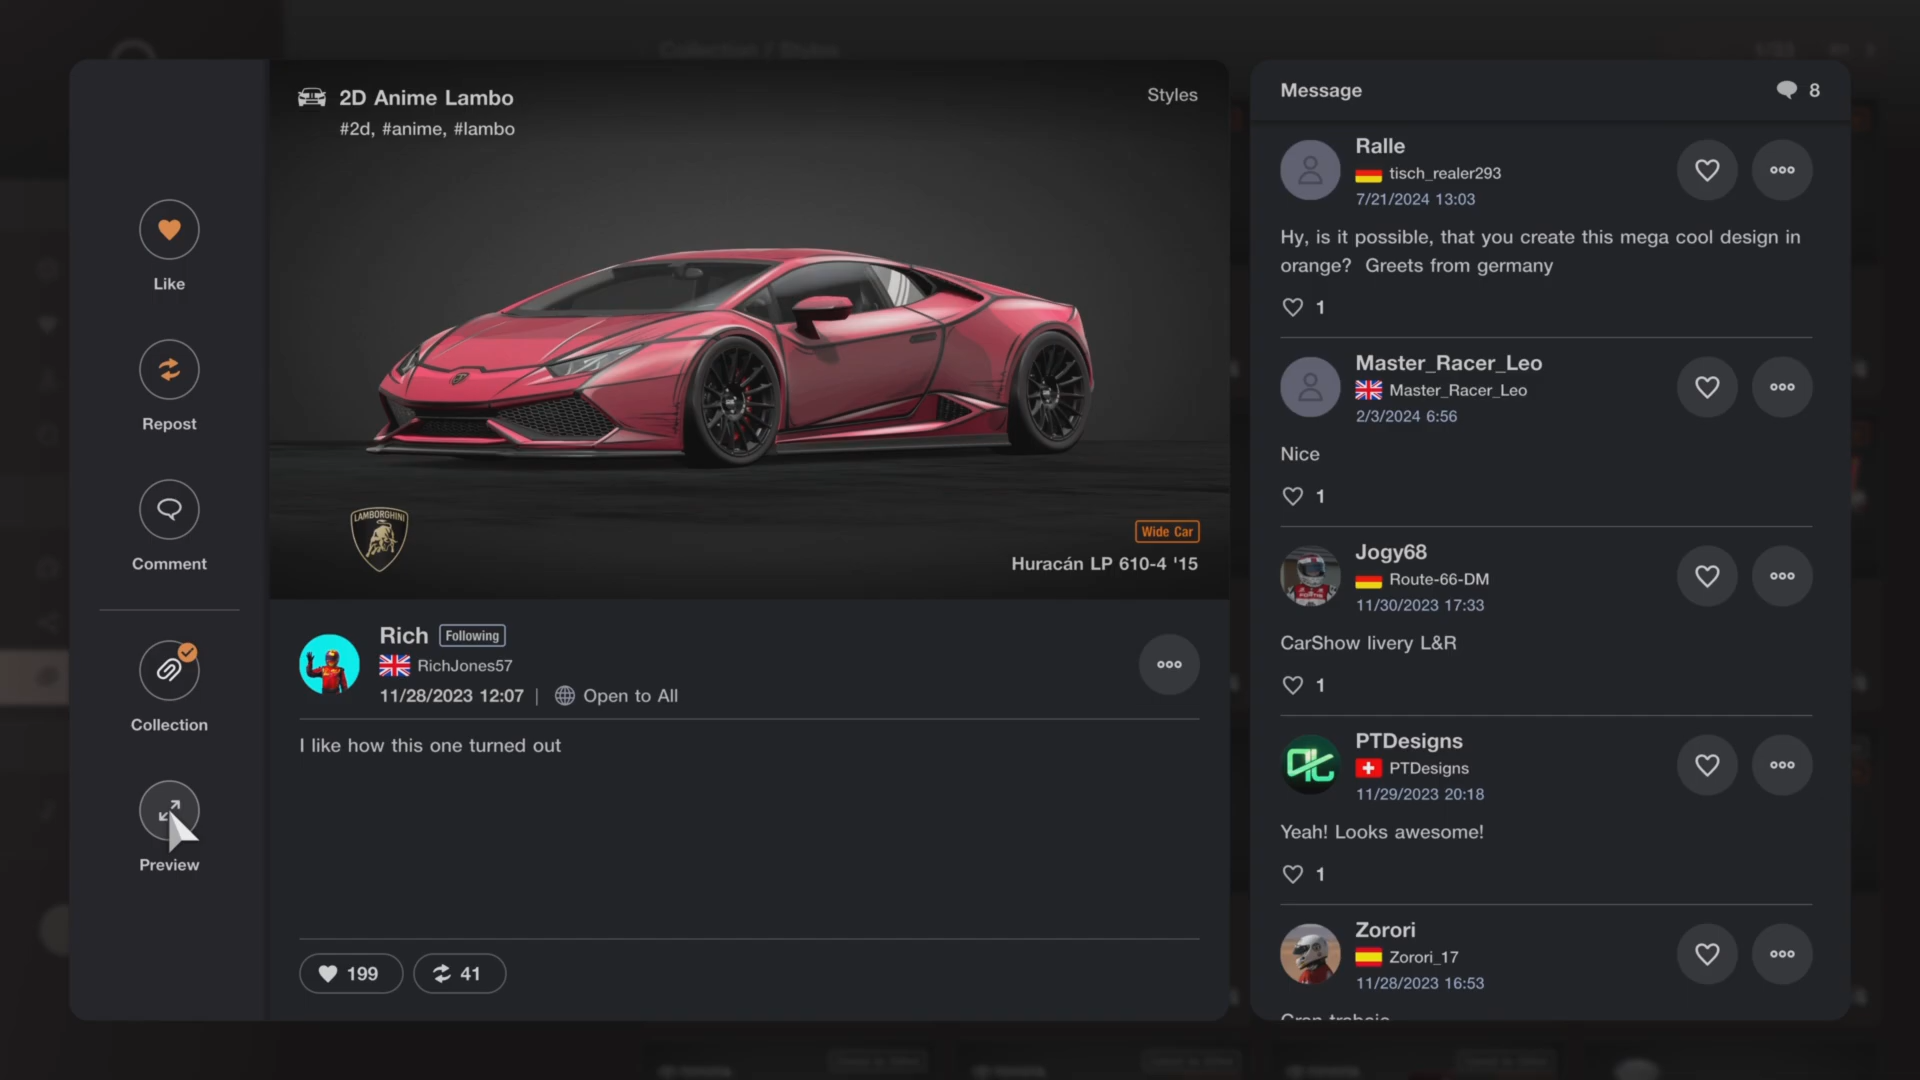 Collection / Styles
Like
Repost
Comment
Collection
Preview
2D Anime Lambo
#2d, #anime, #lambo
Styles
LAMBORGHINI
Wide Car
Huracán LP 610-4 '15
Rich Following
RichJones57
11/28/2023 12:07 | Open to All
I like how this one turned out
199 41
Message 8
Ralle
tisch_realer293
7/21/2024 13:03
Hy, is it possible, that you create this mega cool design in
orange? Greets from germany
1
Master_Racer_Leo
Master_Racer_Leo
2/3/2024 6:56
Nice
1
Jogy68
Route-66-DM
11/30/2023 17:33
CarShow livery L&R
1
PTDesigns
PTDesigns
11/29/2023 20:18
Yeah! Looks awesome!
1
Zorori
Zorori_17
11/28/2023 16:53
Gran trabajo